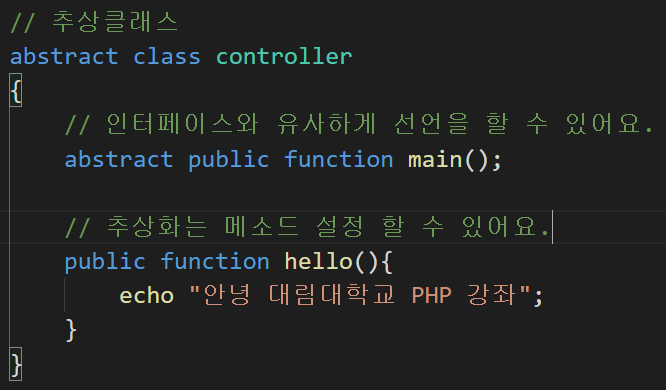 // 추상클래스
abstract class controller
{
// 인터페이스와 유사하게 선언을 할 수 있어요.
abstract public function main();
// 추상화는 메소드 설정 할 수 있어요.
public function hello(){
echo "안녕 대림대학교 PHP 강좌";
}
}